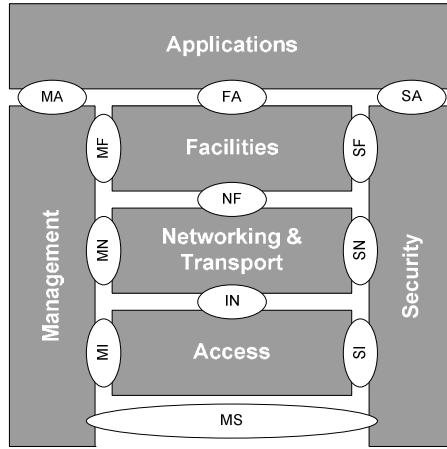 Applications
MA
FA
SA
MF
Facilities
SF
NF
Management
MN
Networking &
Transport
SN
Security
IN
MI
Access
SI
MS